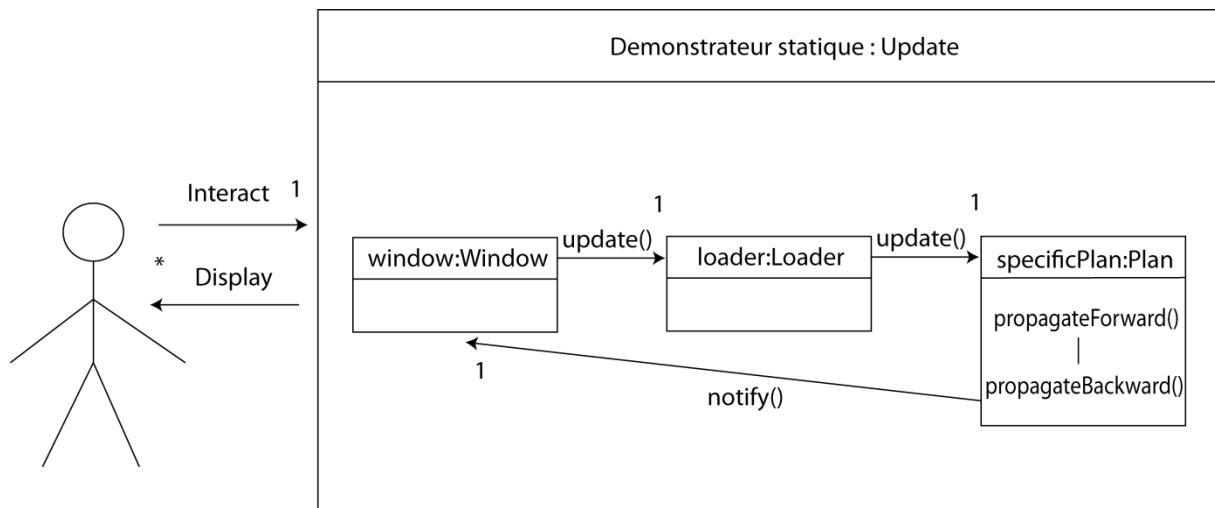 Demonstrateur statique : Update
Interact
1
*
Display
window:Window
update()
1
loader:Loader
update()
1
specificPlan:Plan
propagateForward()
propagateBackward()
1
notify()